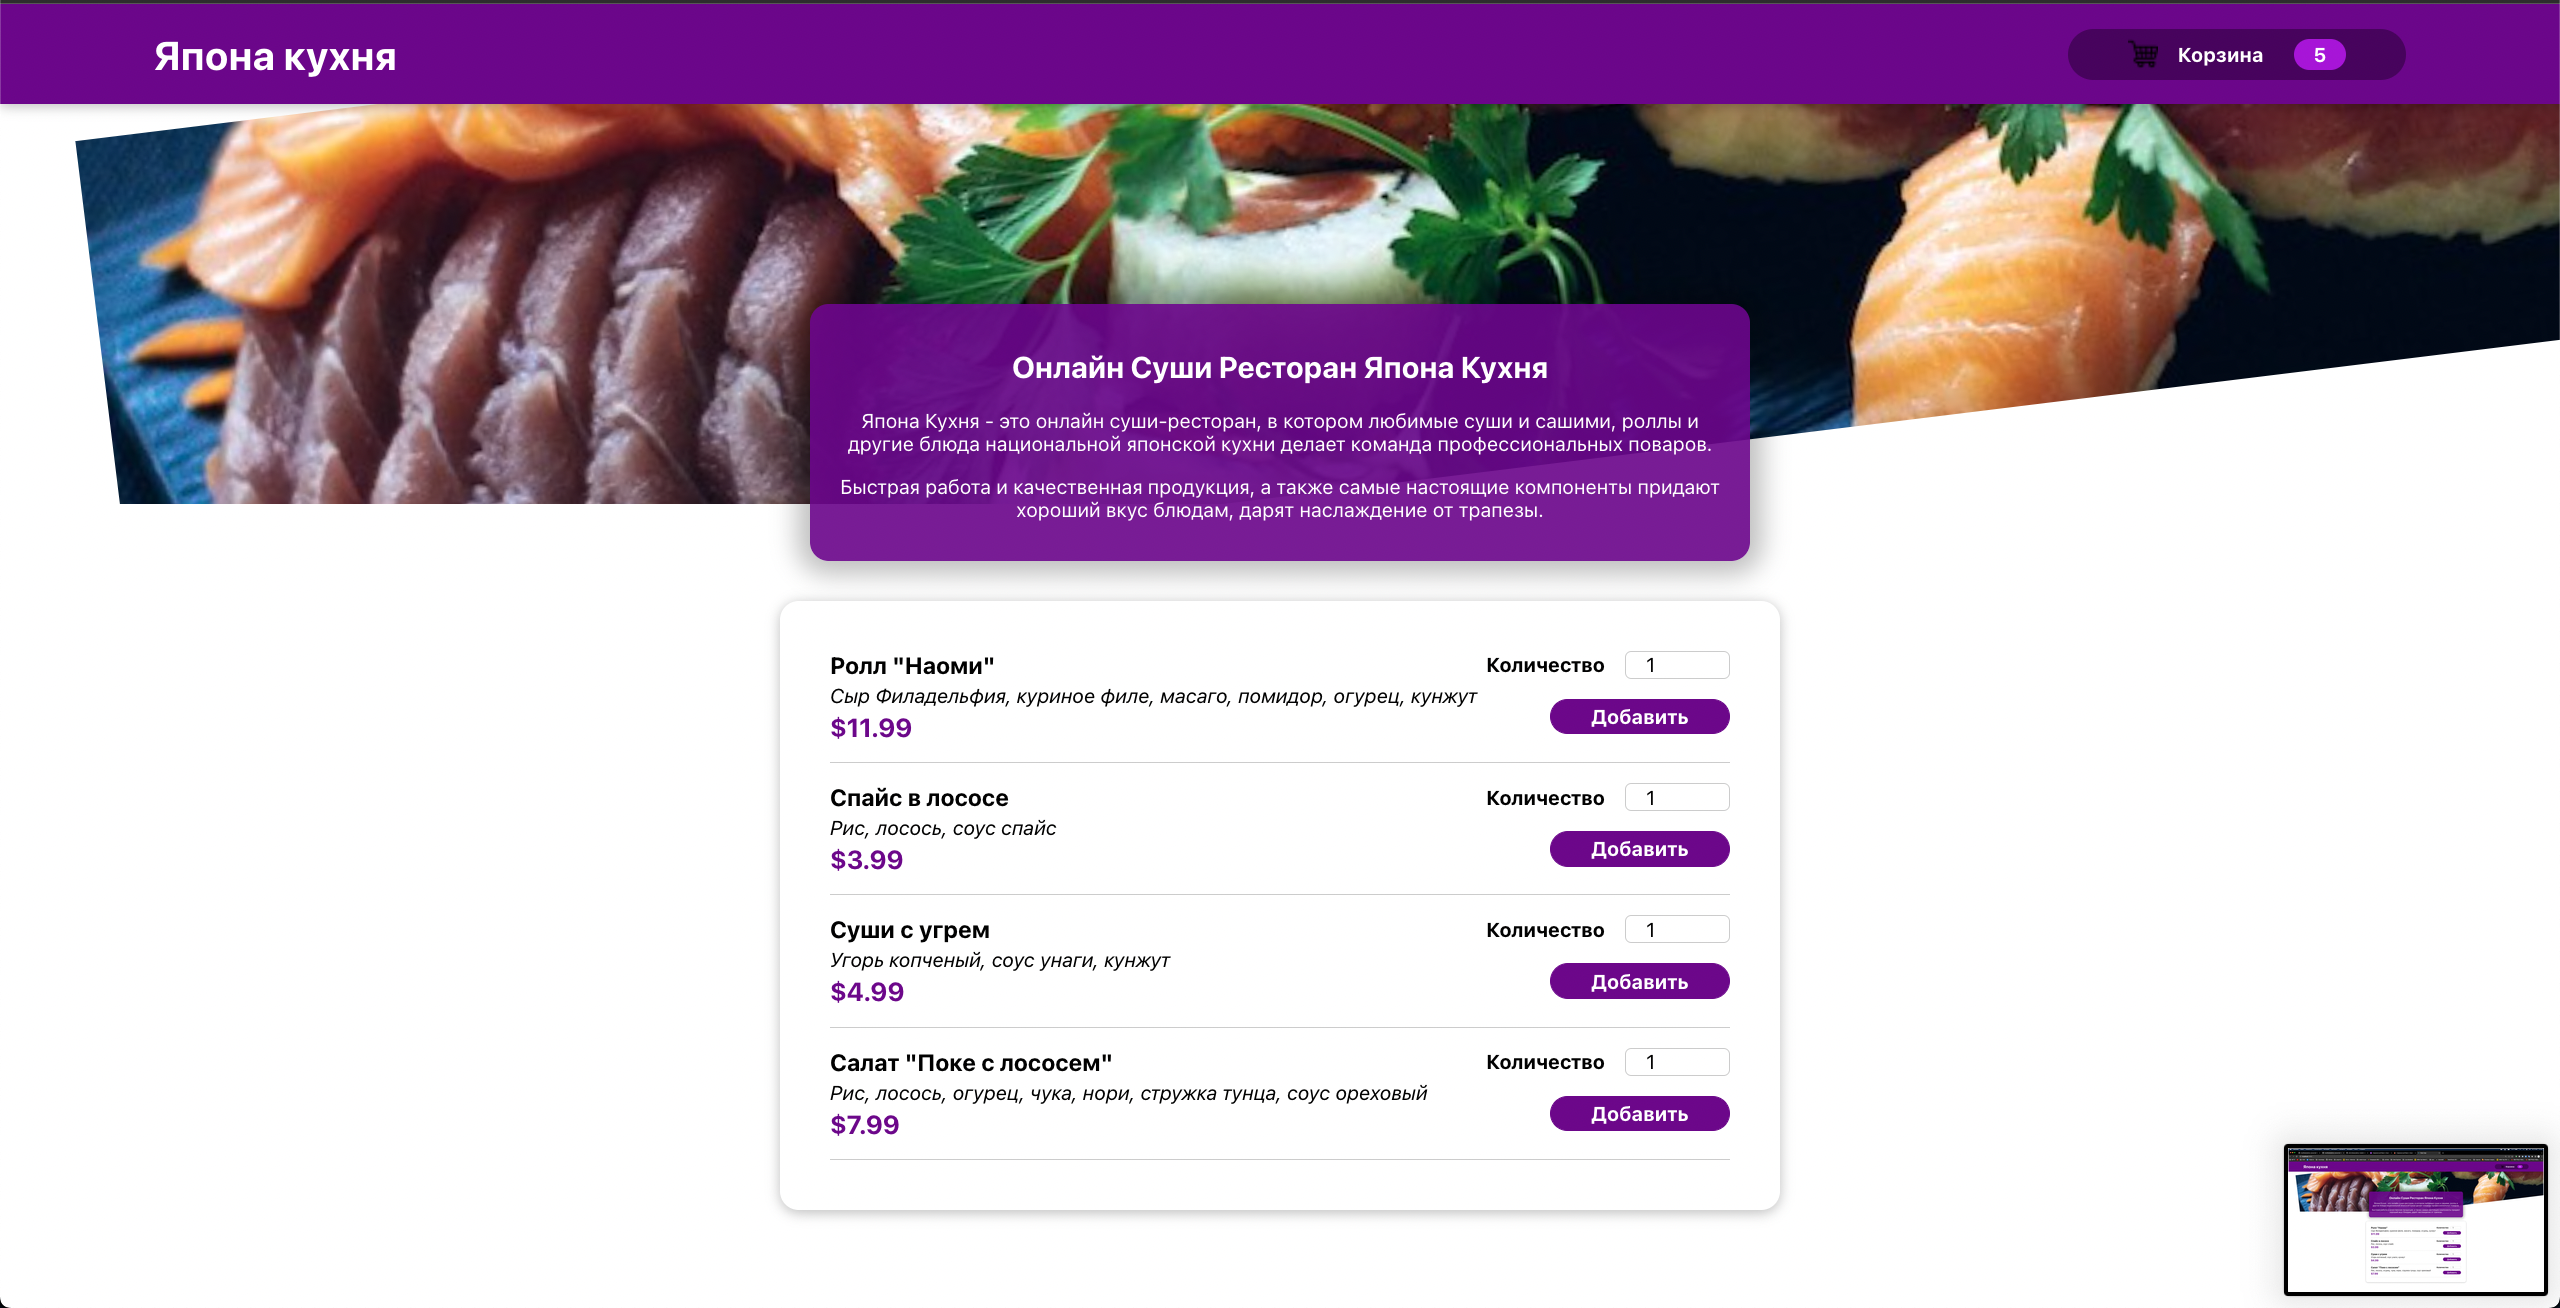 Япона кухня
Корзина 5
Онлайн Суши Ресторан Япона Кухня
Япона Кухня - это онлайн суши-ресторан, в котором любимые суши и сашими, роллы и
другие блюда национальной японской кухни делает команда профессиональных поваров.
Быстрая работа и качественная продукция, а также самые настоящие компоненты придают
хороший вкус блюдам, дарят наслаждение от трапезы.
Ролл "Наоми"
Сыр Филадельфия, куриное филе, масаго, помидор, огурец, кунжут
$11.99
Количество 1
Добавить
Спайс в лососе
Рис, лосось, соус спайс
$3.99
Количество 1
Добавить
Суши с угрем
Угорь копченый, соус унаги, кунжут
$4.99
Количество 1
Добавить
Салат "Поке с лососем"
Рис, лосось, огурец, чука, нори, стружка тунца, соус ореховый
$7.99
Количество 1
Добавить